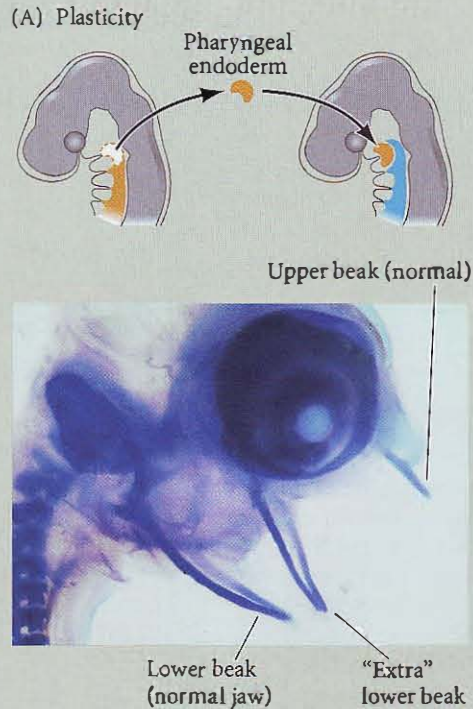 (A) Plasticity
Pharyngeal
endoderm
Upper beak (normal)
Lower beak
(normal jaw)
“Extra”
lower beak